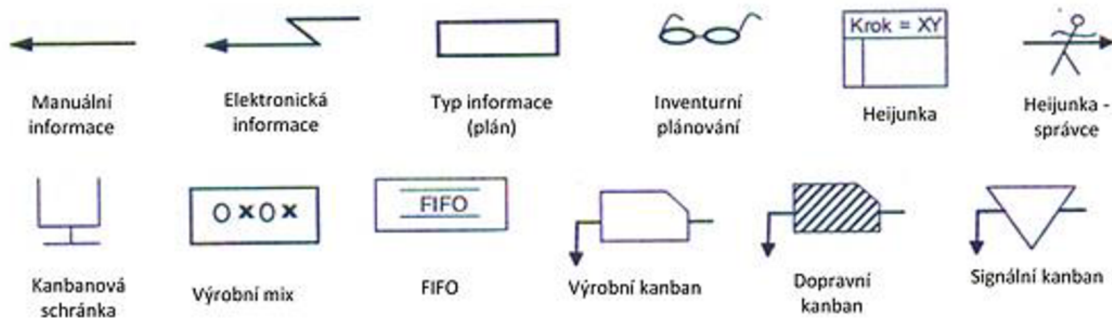 Krok = XY
Manuální
informace
Elektronická
informace
Typ informace
(plán)
Inventurní
plánování
Heijunka
Heijunka -
správce
OxOx
FIFO
Kanbanová
schránka
Výrobní mix
FIFO
Výrobní kanban
Dopravní
kanban
Signální kanban